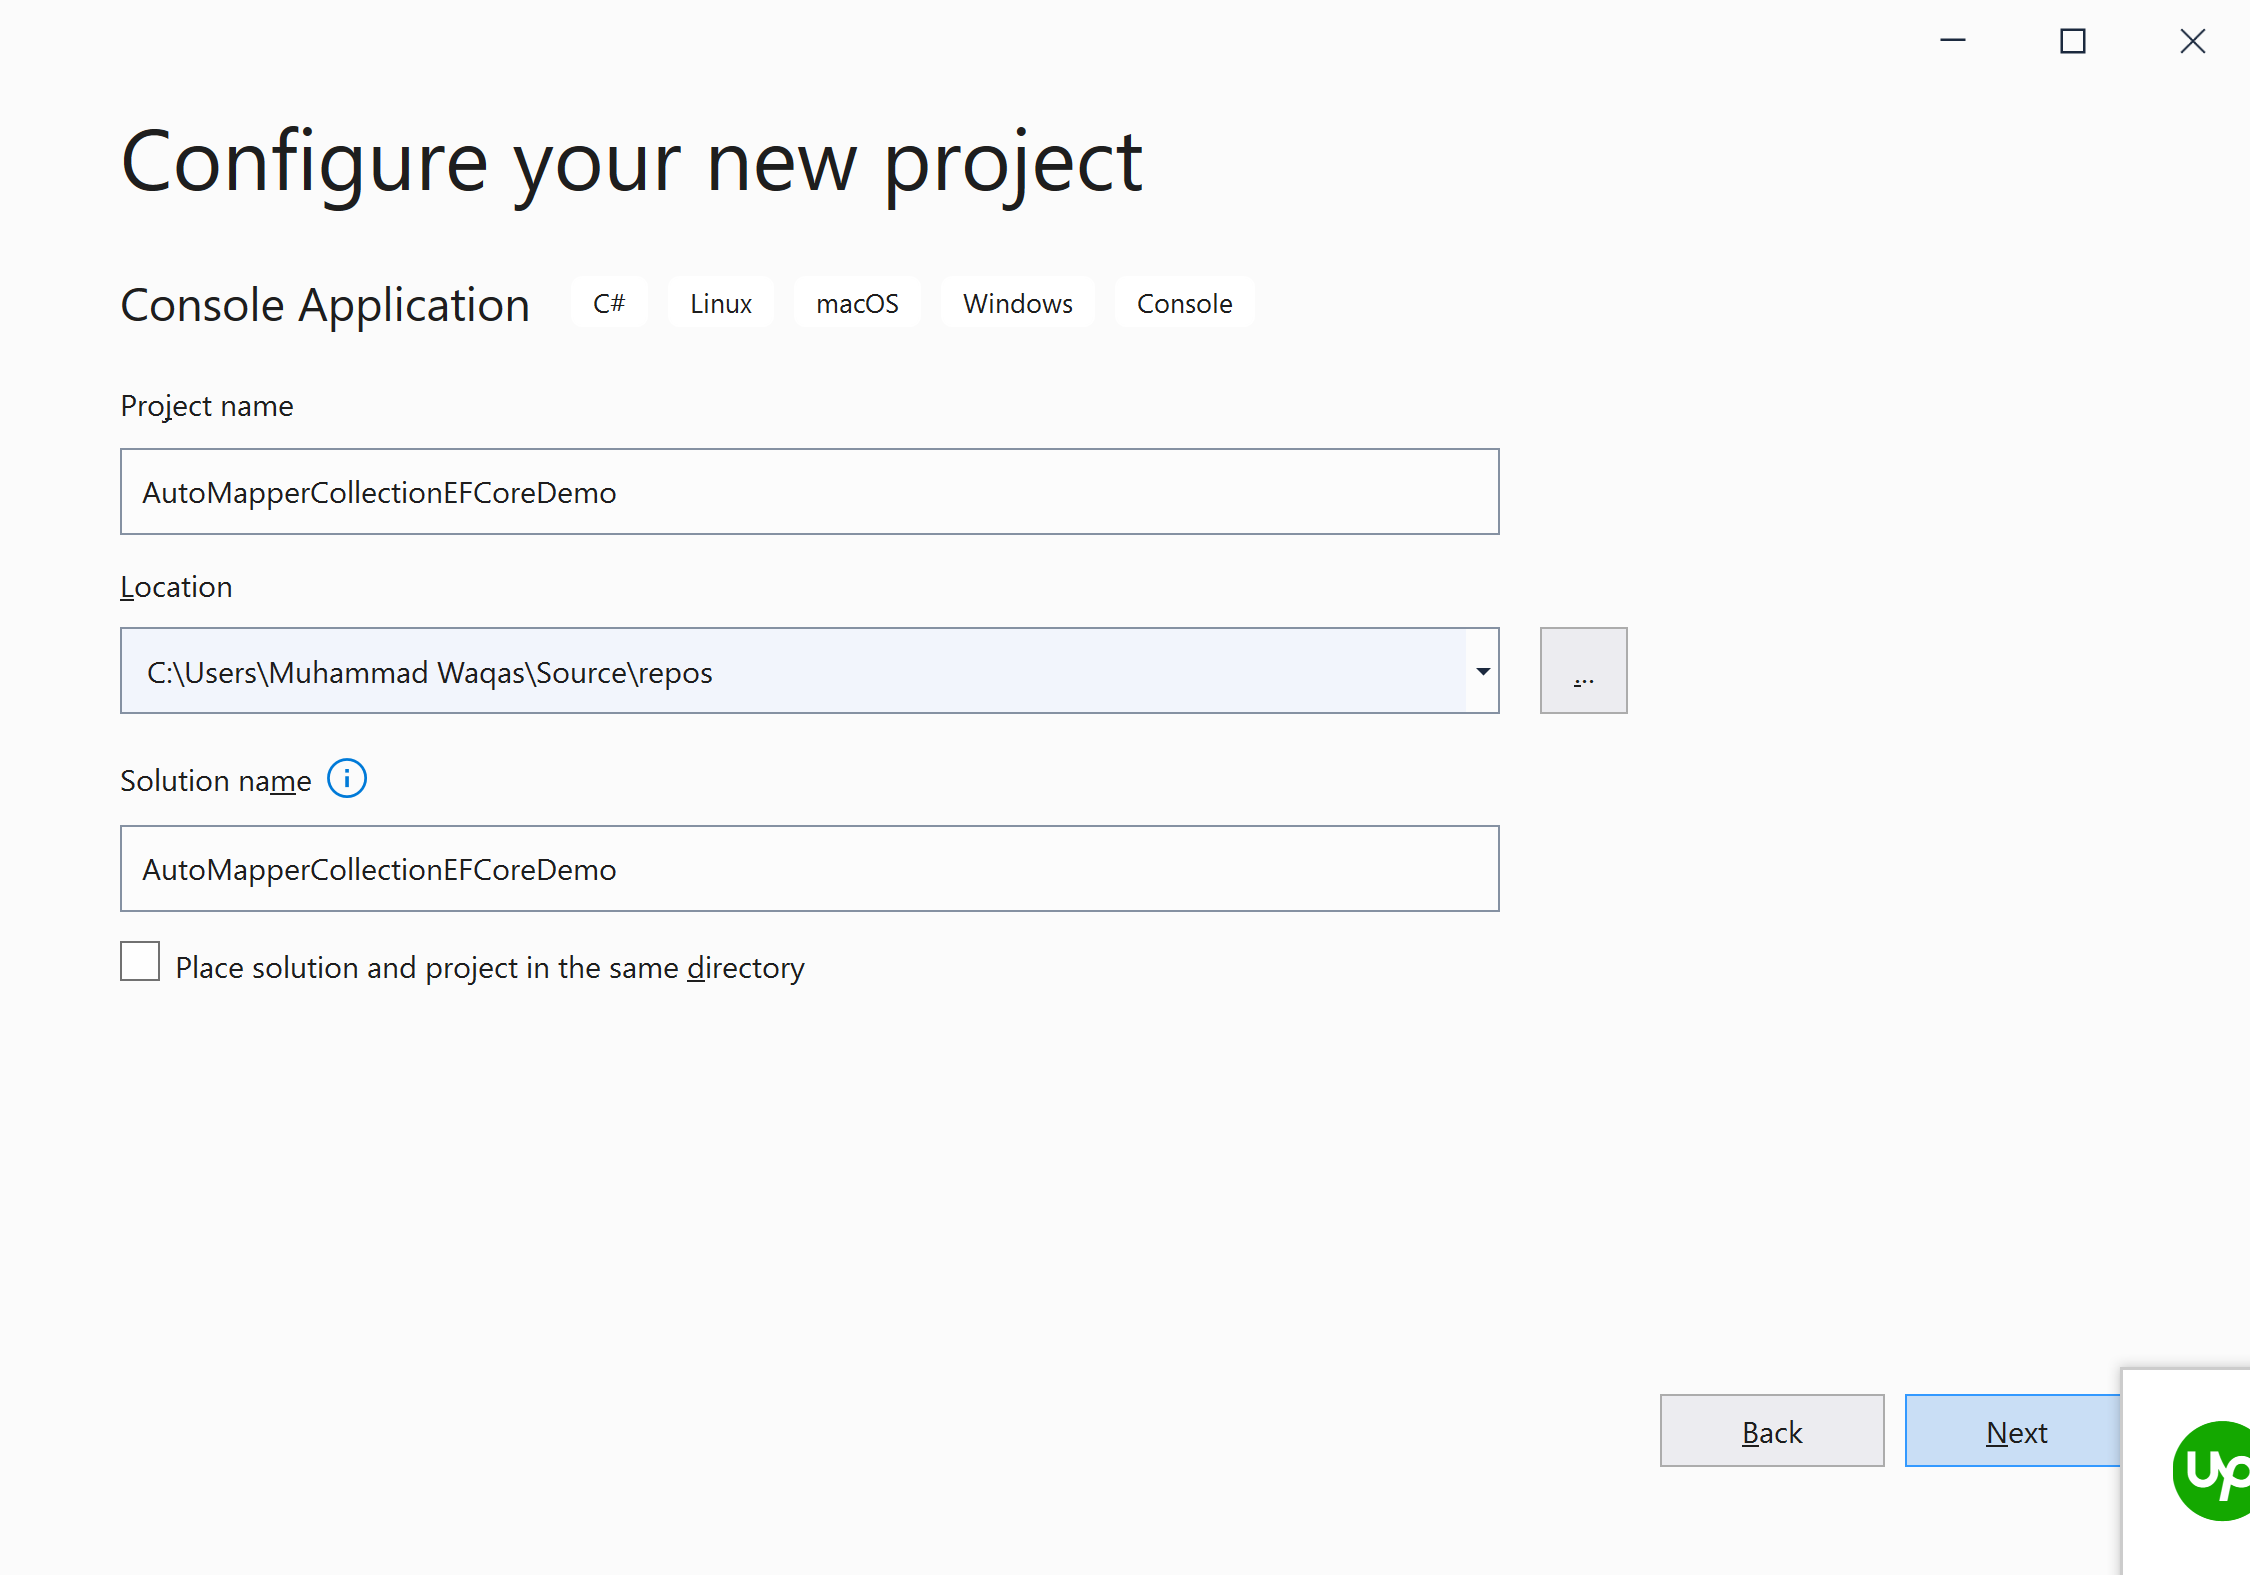 Configure your new project
Console Application C# Linux macOS Windows Console
Project name
AutoMapperCollectionEFCoreDemo
Location
C:\Users\Muhammad Waqas\Source\repos
...
Solution name
AutoMapperCollectionEFCoreDemo
Place solution and project in the same directory
Back Next
up